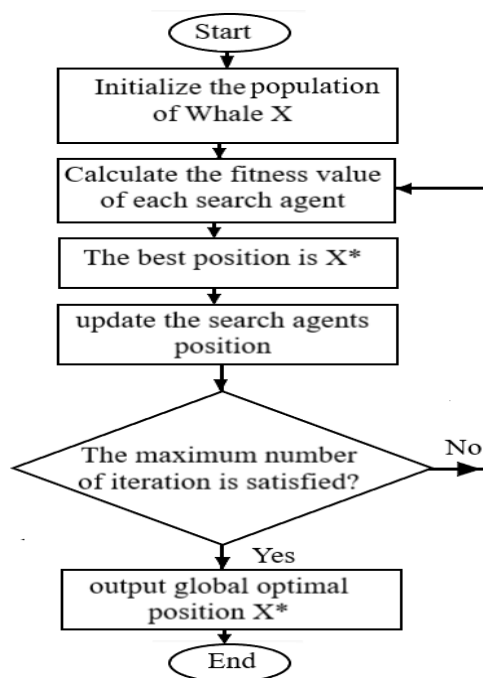 Start
Initialize the population
of Whale X
Calculate the fitness value
of each search agent
The best position is X*
update the search agents
position
The maximum number
of iteration is satisfied?
No
Yes
output global optimal
position X*
End